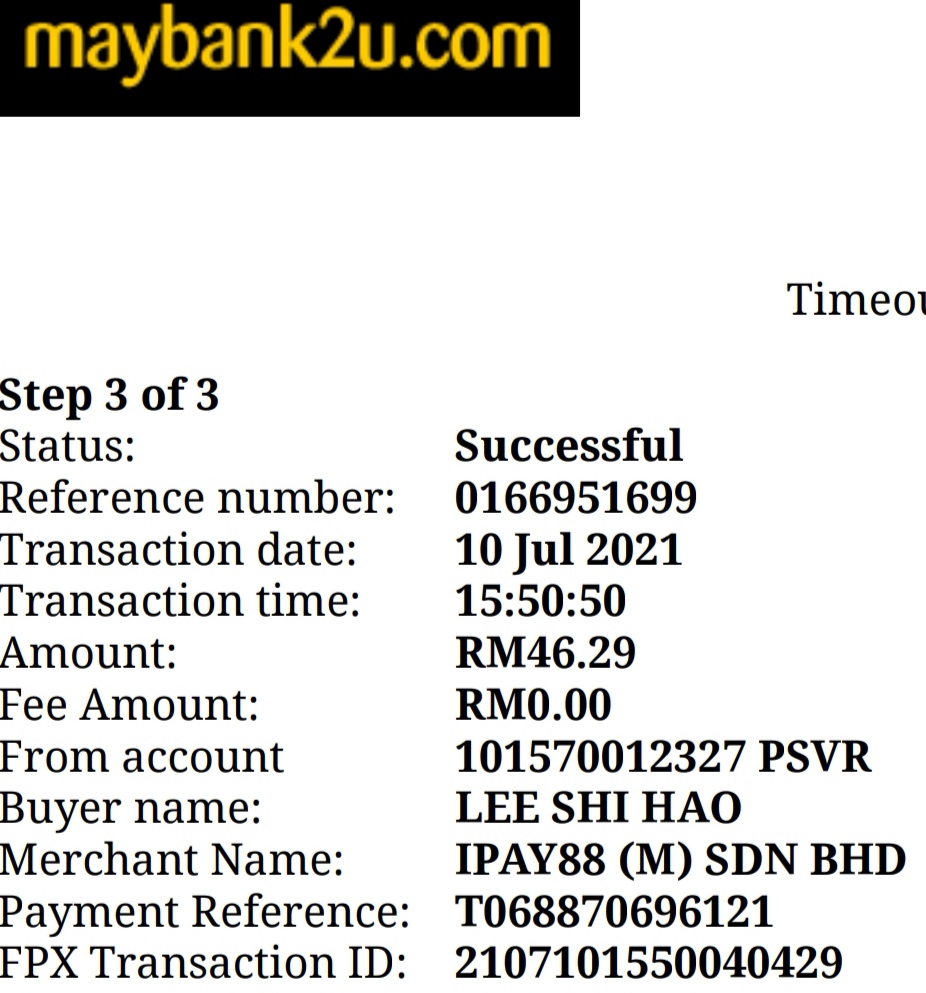 maybank2u.com
Timeou
Step 3 of 3
Status: Successful
Reference number: 0166951699
Transaction date: 10 Jul 2021
Transaction time: 15:50:50
Amount: RM46.29
Fee Amount: RM0.00
From account 101570012327 PSVR
Buyer name: LEE SHI HAO
Merchant Name: IPAY88 (M) SDN BHD
Payment Reference: T068870696121
FPX Transaction ID: 2107101550040429